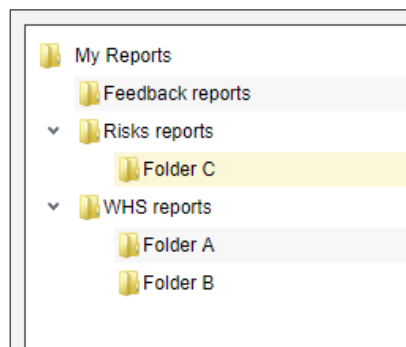 My Reports
Feedback reports
Risks reports
Folder C
WHS reports
Folder A
Folder B